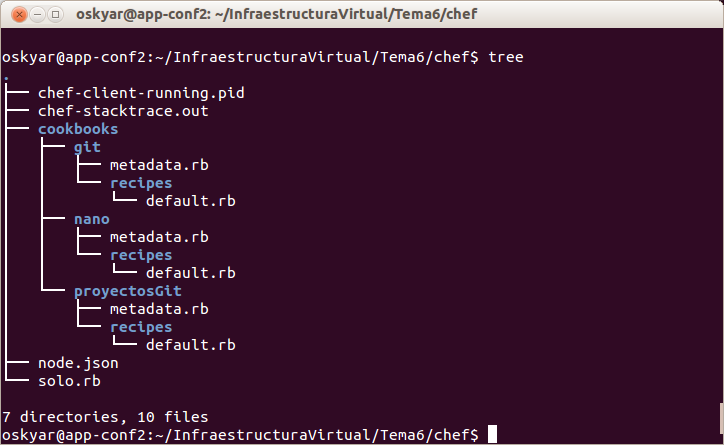 oskyar@app-conf2: ~/InfraestructuraVirtual/Tema6/chef
oskyar@app-conf2:~/InfraestructuraVirtual/Tema6/chef$ tree
.
├── chef-client-running.pid
├── chef-stacktrace.out
├── cookbooks
│   ├── git
│   │   ├── metadata.rb
│   │   └── recipes
│   │       └── default.rb
│   ├── nano
│   │   ├── metadata.rb
│   │   └── recipes
│   │       └── default.rb
│   └── proyectosGit
│       ├── metadata.rb
│       └── recipes
│           └── default.rb
├── node.json
└── solo.rb
7 directories, 10 files
oskyar@app-conf2:~/InfraestructuraVirtual/Tema6/chef$